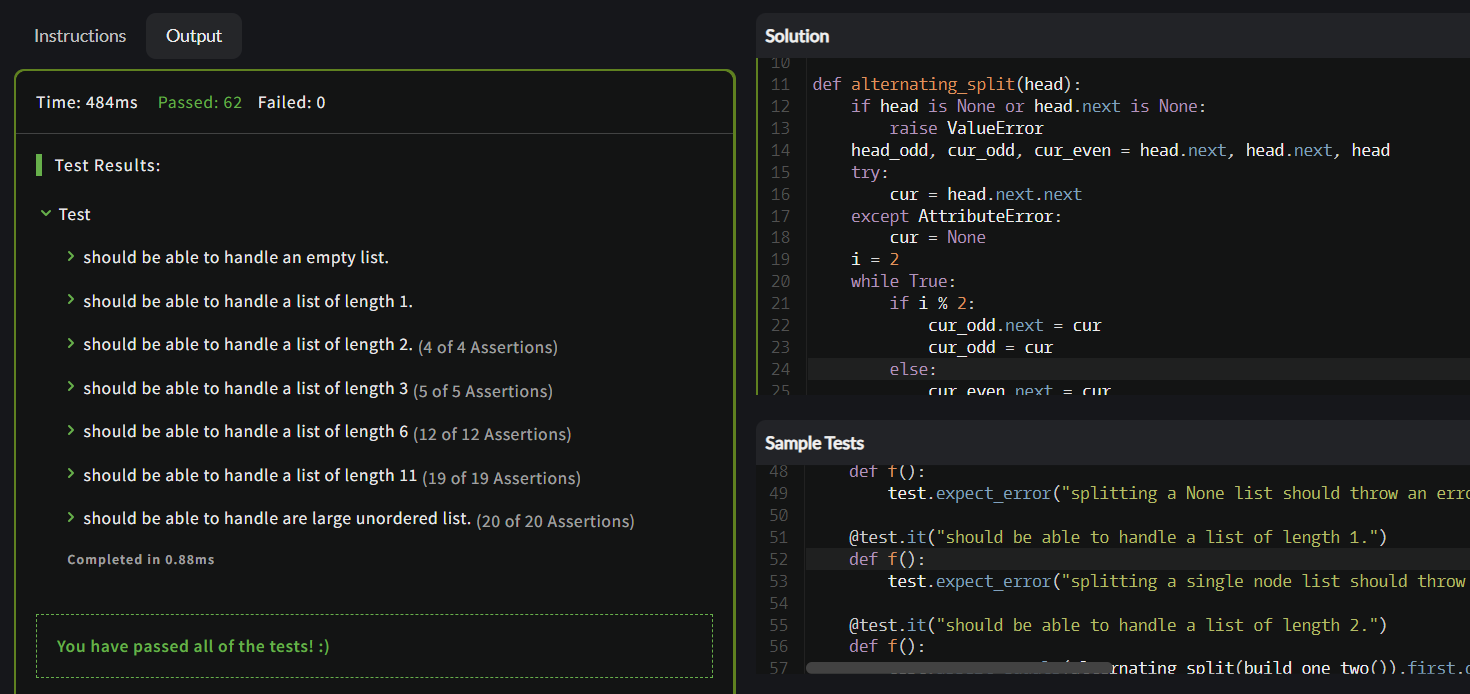 Instructions
Output
Time: 484ms Passed: 62 Failed: 0
Test Results:
Test
should be able to handle an empty list.
should be able to handle a list of length 1.
should be able to handle a list of length 2. (4 of 4 Assertions)
should be able to handle a list of length 3 (5 of 5 Assertions)
should be able to handle a list of length 6 (12 of 12 Assertions)
should be able to handle a list of length 11 (19 of 19 Assertions)
should be able to handle are large unordered list. (20 of 20 Assertions)
Completed in 0.88ms
You have passed all of the tests! :)
Solution
10
11 def alternating_split(head):
12     if head is None or head.next is None:
13         raise ValueError
14     head_odd, cur_odd, cur_even = head.next, head.next, head
15     try:
16         cur = head.next.next
17     except AttributeError:
18         cur = None
19     i = 2
20     while True:
21         if i % 2:
22             cur_odd.next = cur
23             cur_odd = cur
24         else:
25             cur_even.next = cur
Sample Tests
48     def f():
49         test.expect_error("splitting a None list should throw an erro
50
51     @test.it("should be able to handle a list of length 1.")
52     def f():
53         test.expect_error("splitting a single node list should throw
54
55     @test.it("should be able to handle a list of length 2.")
56     def f():
57 rnating_split(build_one_two()).first.